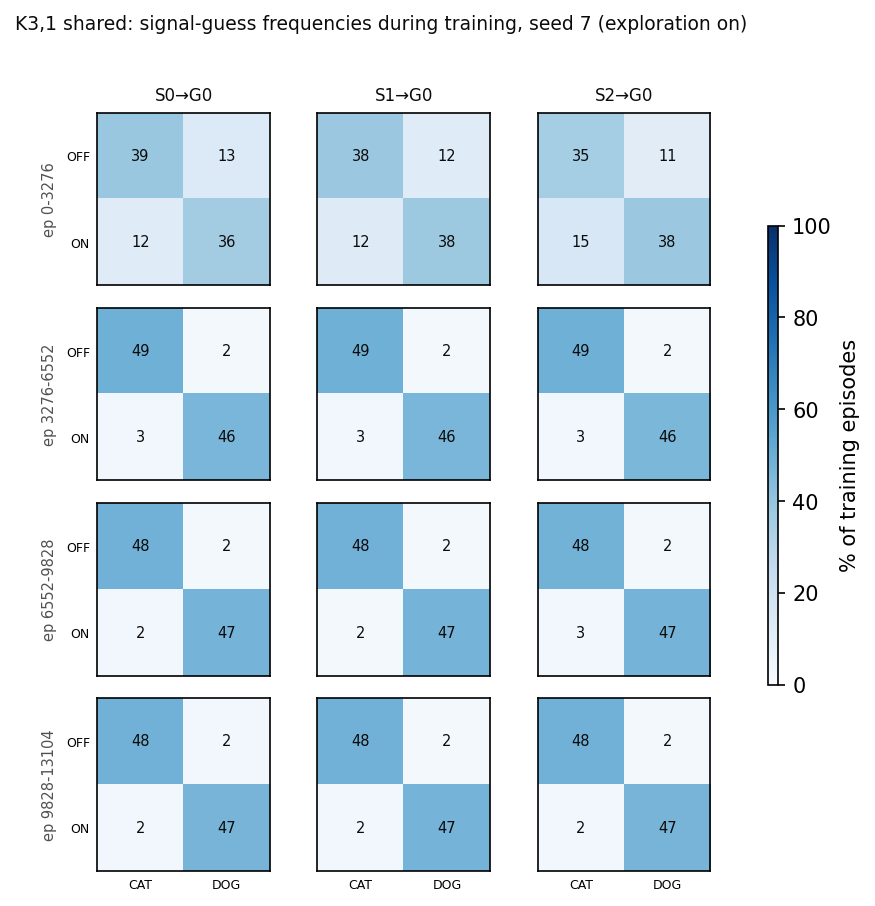 K3,1 shared: signal-guess frequencies during training, seed 7 (exploration on)
S0→G0 S1→G0 S2→G0
ep 0-3276
OFF 39 13 38 12 35 11
ON 12 36 12 38 15 38
ep 3276-6552
OFF 49 2 49 2 49 2
ON 3 46 3 46 3 46
ep 6552-9828
OFF 48 2 48 2 48 2
ON 2 47 2 47 3 47
ep 9828-13104
OFF 48 2 48 2 48 2
ON 2 47 2 47 2 47
CAT DOG CAT DOG CAT DOG
100
80
60
40
20
0
% of training episodes